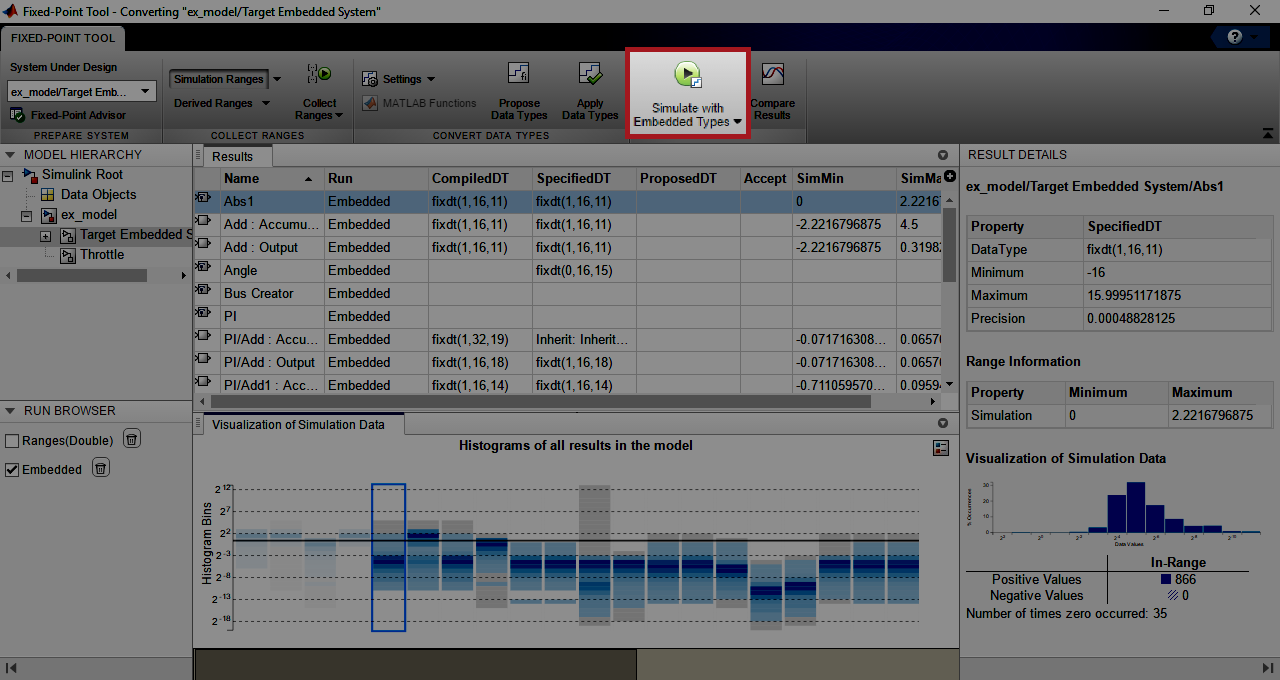 Fixed-Point Tool - Converting "ex_model/Target Embedded System"
FIXED-POINT TOOL
System Under Design
ex_model/Target Emb...
Fixed-Point Advisor
PREPARE SYSTEM
Simulation Ranges
Derived Ranges
Collect
Ranges
COLLECT RANGES
Settings
MATLAB Functions
Propose
Data Types
Apply
Data Types
CONVERT DATA TYPES
Simulate with
Embedded Types
Compare
Results
MODEL HIERARCHY
Simulink Root
Data Objects
ex_model
Target Embedded S
Throttle
RUN BROWSER
Ranges(Double)
Embedded
Results
Name Run CompiledDT SpecifiedDT ProposedDT Accept SimMin SimMa
Abs1 Embedded fixdt(1,16,11) fixdt(1,16,11) 0 2.2216
Add : Accumu... Embedded fixdt(1,16,11) fixdt(1,16,11) -2.2216796875 4.5
Add : Output Embedded fixdt(1,16,11) fixdt(1,16,11) -2.2216796875 0.3198
Angle Embedded fixdt(0,16,15)
Bus Creator Embedded
PI Embedded
PI/Add : Accu... Embedded fixdt(1,32,19) Inherit: Inherit... -0.071716308... 0.0657
PI/Add : Output Embedded fixdt(1,16,18) fixdt(1,16,18) -0.071716308... 0.0657
PI/Add1 : Acc... Embedded fixdt(1,16,14) fixdt(1,16,14) -0.711059570... 0.0959
Visualization of Simulation Data
Histograms of all results in the model
Histogram Bins
2^12
2^7
2^2
2^-3
2^-8
2^-13
2^-18
RESULT DETAILS
ex_model/Target Embedded System/Abs1
Property SpecifiedDT
DataType fixdt(1,16,11)
Minimum -16
Maximum 15.99951171875
Precision 0.00048828125
Range Information
Property Minimum Maximum
Simulation 0 2.2216796875
Visualization of Simulation Data
% Occurrences
30
20
10
0
Data Values
In-Range
Positive Values 866
Negative Values 0
Number of times zero occurred: 35